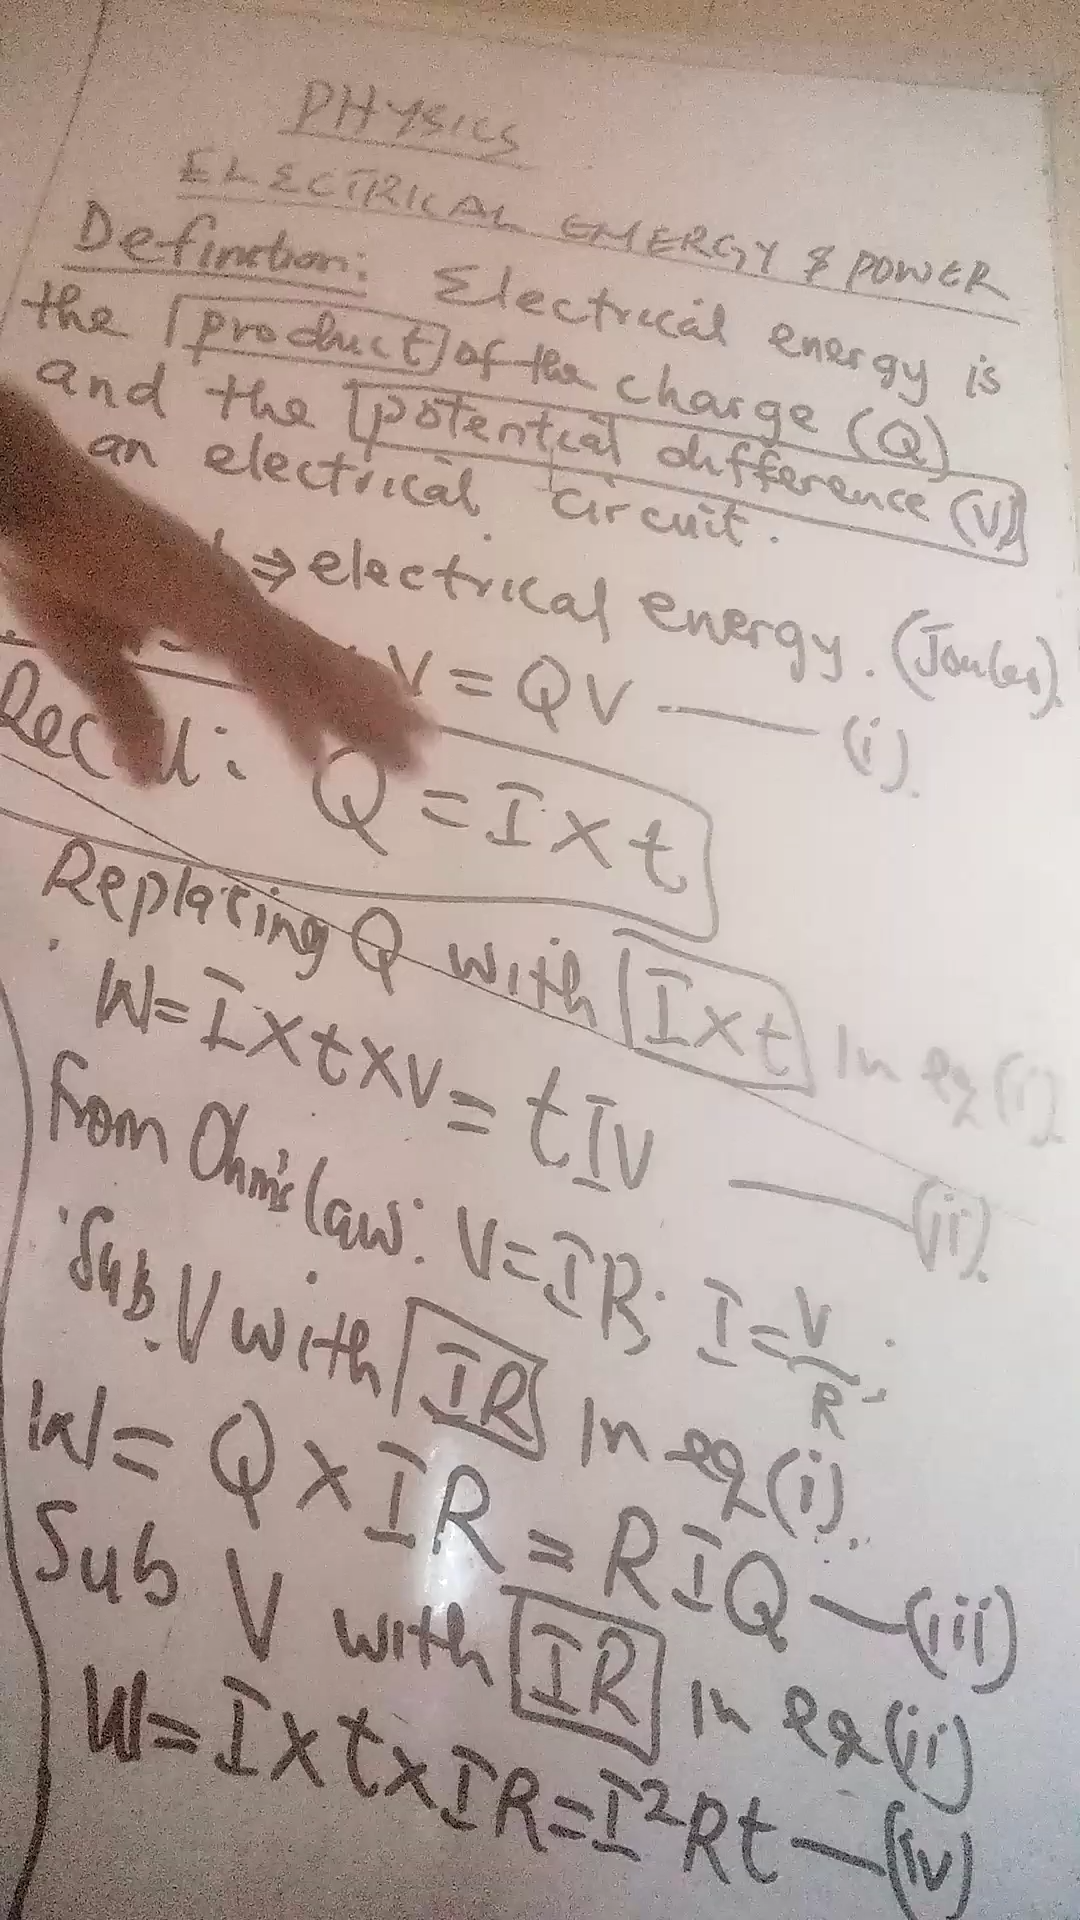 PHYSICS
ELECTRICAL ENERGY & POWER
Definition: Electrical energy is
the product of the charge (Q)
and the potential difference (V)
an electrical circuit.
⇒ electrical energy. (Joules).
= QV — (i).
Recall: Q = I x t
Replacing Q with I x t in eq (i)
W = I x t x V = tIV — (ii).
from Ohm's law: V = IR; I = V/R.
Sub. V with IR in eq (i).
W = Q x IR = RIQ — (iii)
Sub V with IR in eq (ii)
W = I x t x IR = I²Rt — (iv)